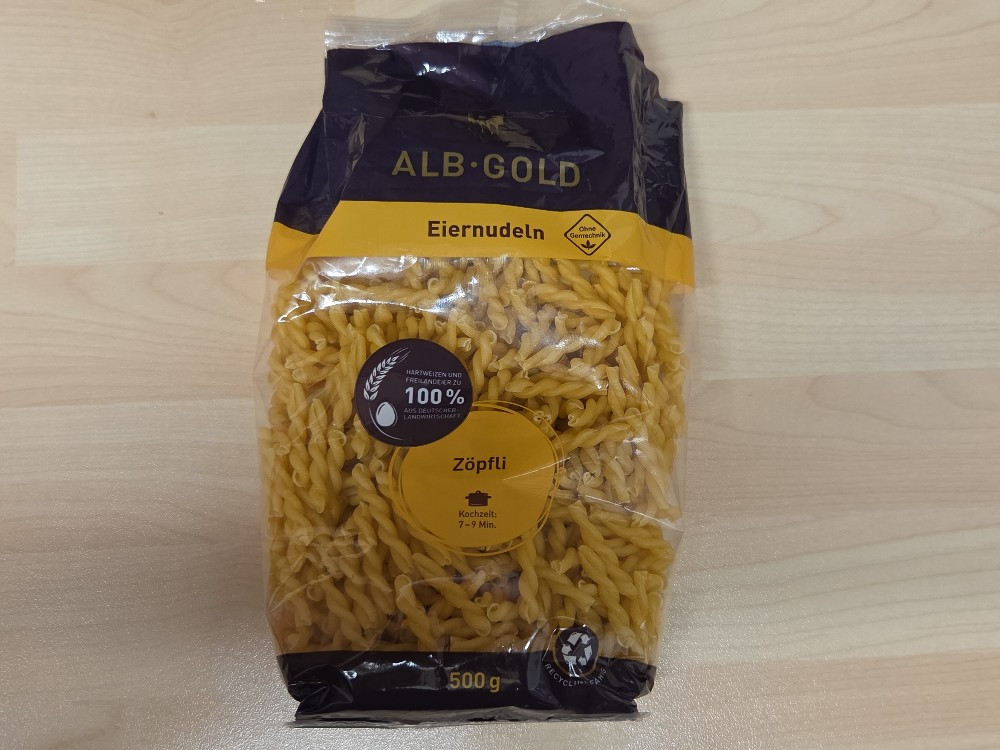 ALB·GOLD
Eiernudeln
Ohne
Gentechnik
HARTWEIZEN UND
FREILANDEIER ZU
100 %
AUS DEUTSCHER
LANDWIRTSCHAFT
Zöpfli
Kochzeit:
7–9 Min.
500 g
RECYCLINGFÄHIG